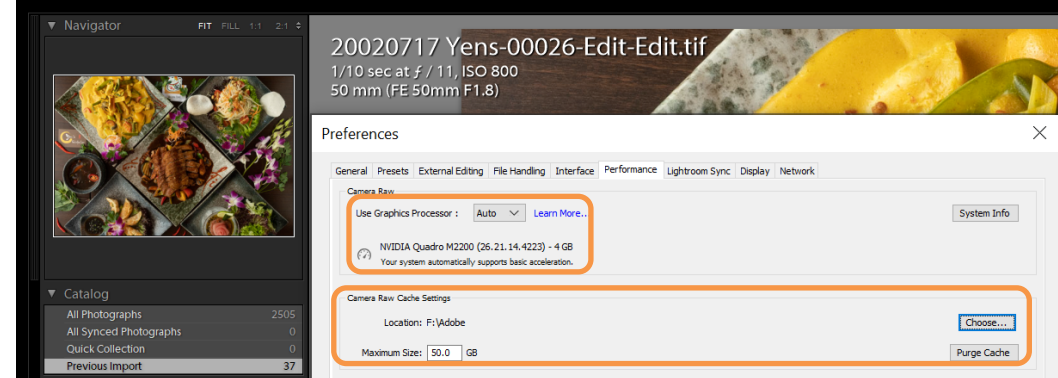 Navigator FIT FILL 1:1 2:1
20020717 Yens-00026-Edit-Edit.tif
1/10 sec at ƒ / 11, ISO 800
50 mm (FE 50mm F1.8)
Preferences
General Presets External Editing File Handling Interface Performance Lightroom Sync Display Network
Camera Raw
Use Graphics Processor : Auto Learn More... System Info
NVIDIA Quadro M2200 (26.21.14.4223) - 4 GB
Your system automatically supports basic acceleration.
Catalog
All Photographs 2505
All Synced Photographs 0
Quick Collection 0
Previous Import 37
Camera Raw Cache Settings
Location: F:\Adobe Choose...
Maximum Size: 50.0 GB Purge Cache